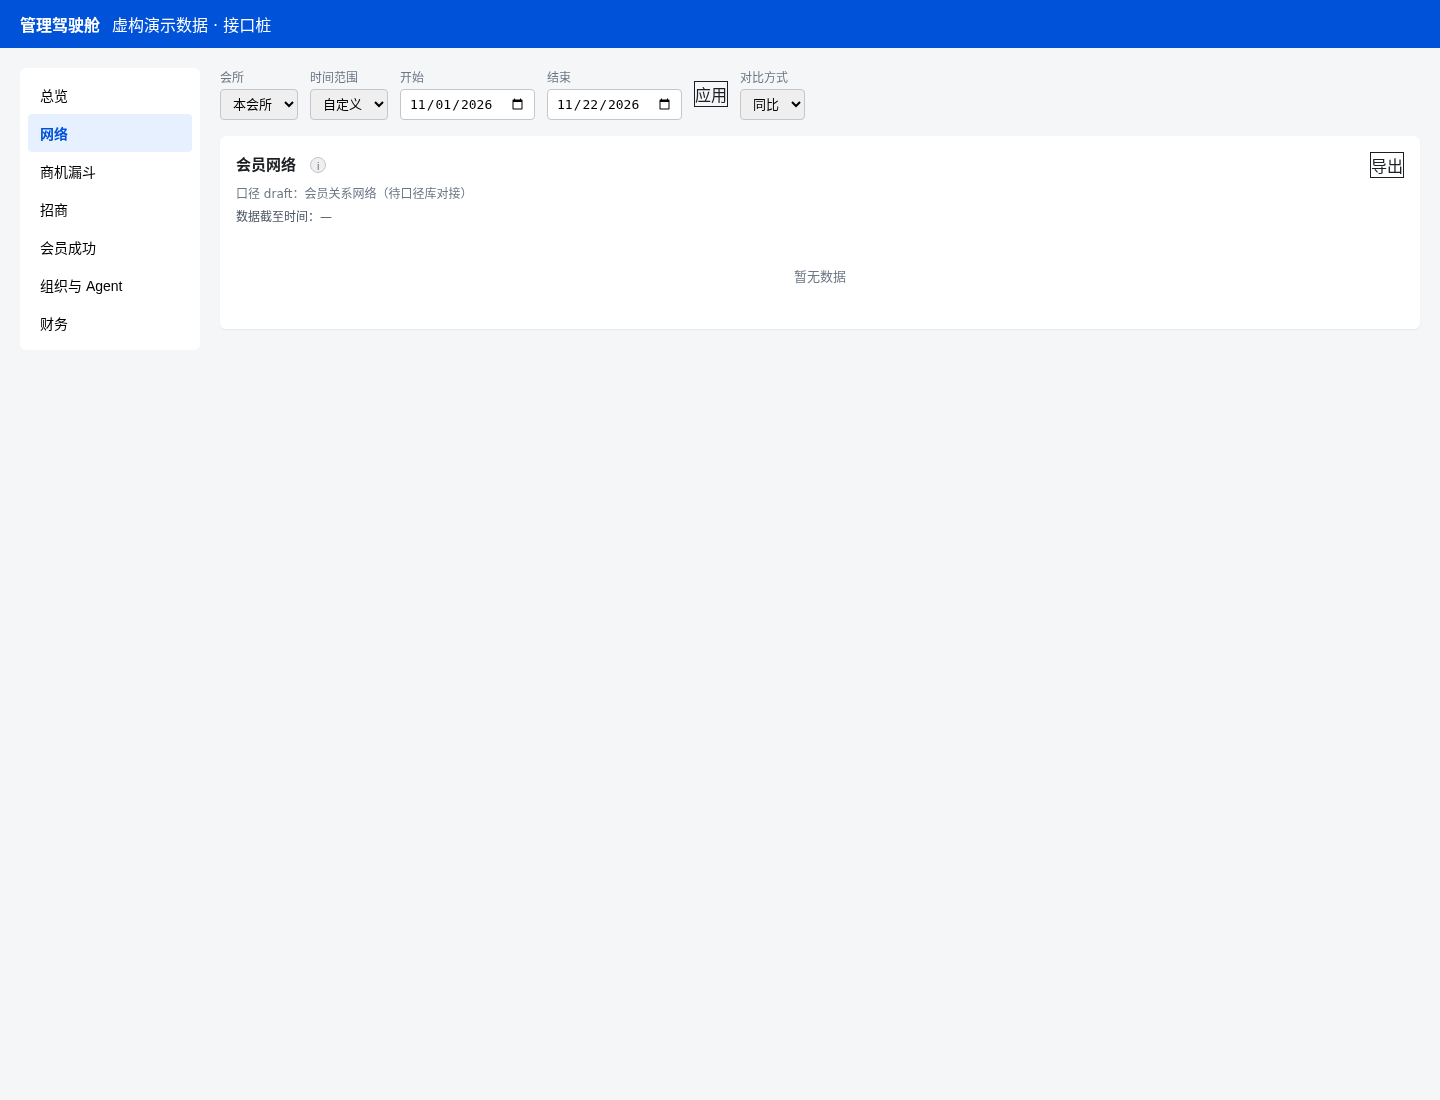 管理驾驶舱 虚构演示数据 · 接口桩
总览
网络
商机漏斗
招商
会员成功
组织与 Agent
财务
会所 时间范围 开始 结束 对比方式
本会所 自定义 11/01/2026 11/22/2026 应用 同比
会员网络 i 导出
口径 draft：会员关系网络（待口径库对接）
数据截至时间：—
暂无数据